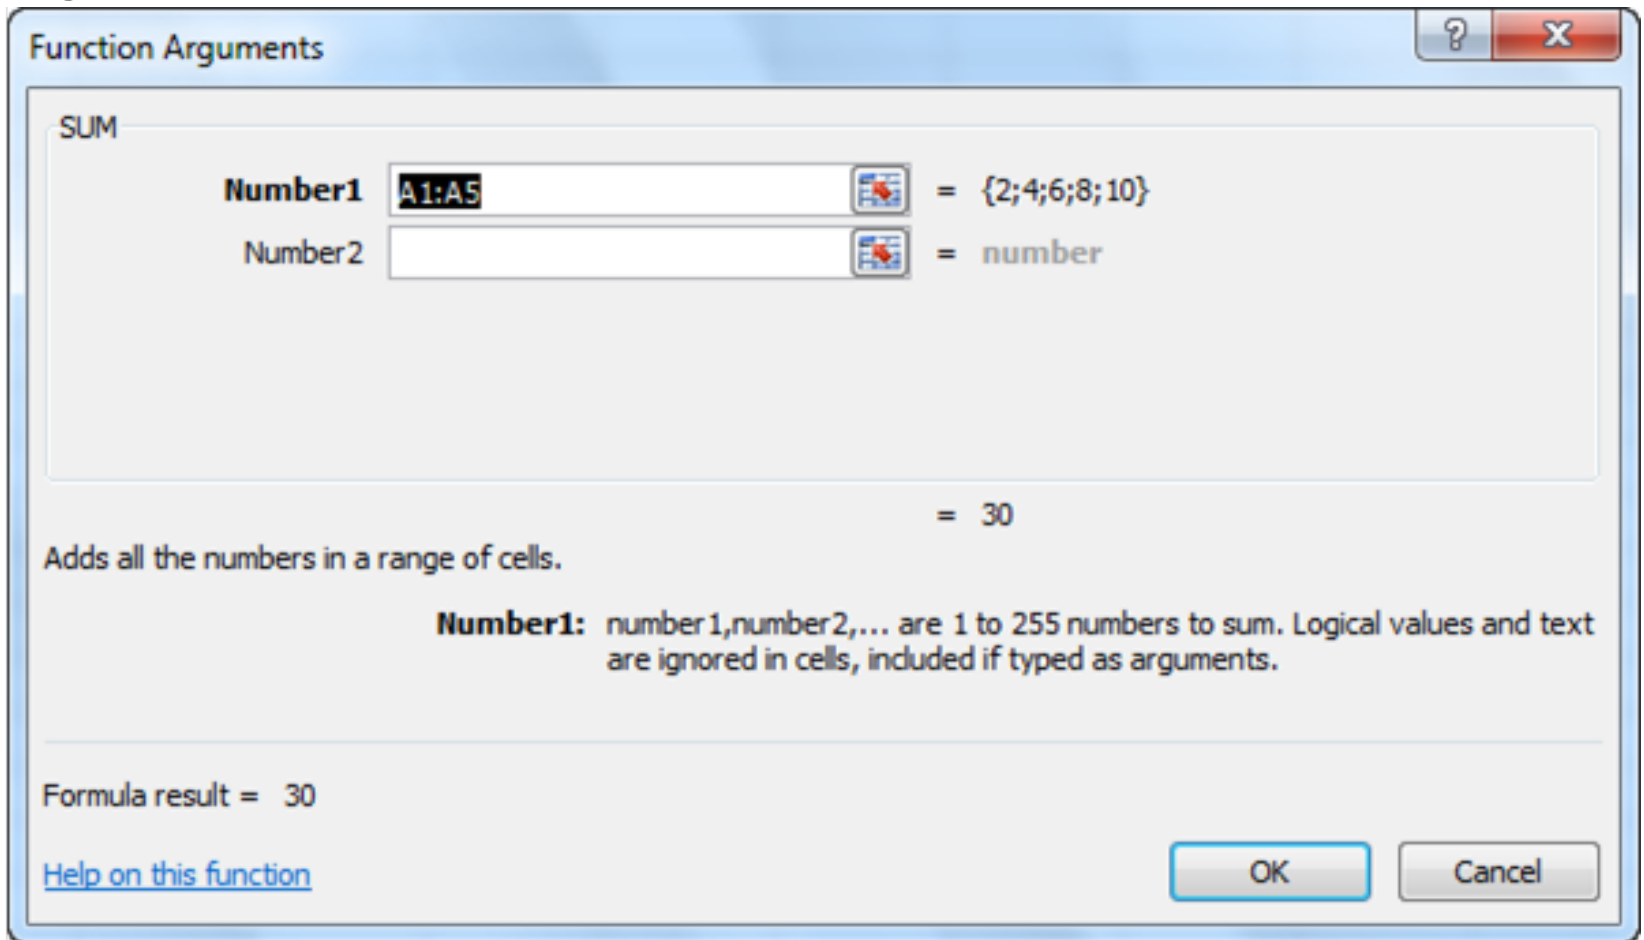 Function Arguments
?
X
SUM
Number1 A1:A5 = {2;4;6;8;10}
Number2 = number
= 30
Adds all the numbers in a range of cells.
Number1: number1,number2,... are 1 to 255 numbers to sum. Logical values and text
are ignored in cells, included if typed as arguments.
Formula result = 30
Help on this function
OK
Cancel